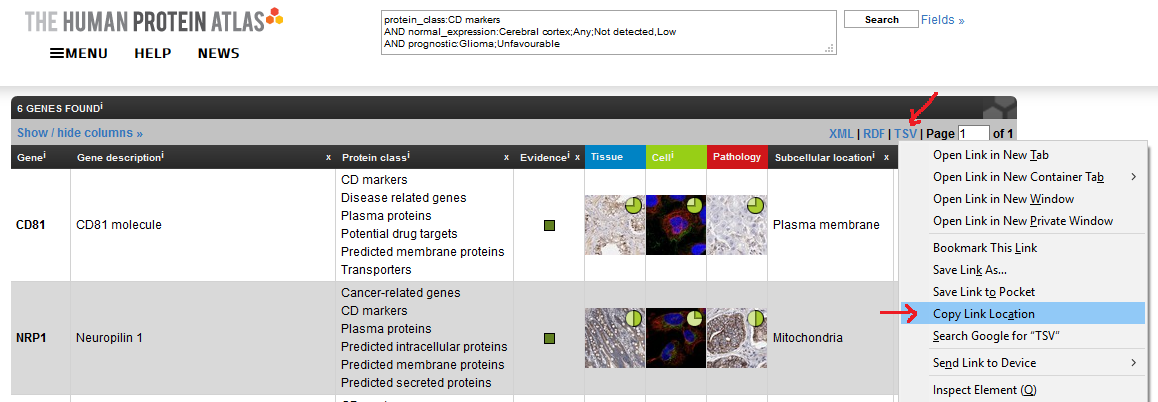 THE HUMAN PROTEIN ATLAS
MENU HELP NEWS
protein_class:CD markers
AND normal_expression:Cerebral cortex;Any;Not detected,Low
AND prognostic:Glioma;Unfavourable
Search
Fields »
6 GENES FOUNDi
Show / hide columns »
XML | RDF | TSV | Page 1 of 1
Genei Gene descriptioni x Protein classi x Evidencei x Tissue Celli Pathology Subcellular locationi x
CD81
CD81 molecule
CD markers
Disease related genes
Plasma proteins
Potential drug targets
Predicted membrane proteins
Transporters
Plasma membrane
NRP1
Neuropilin 1
Cancer-related genes
CD markers
Plasma proteins
Predicted intracellular proteins
Predicted membrane proteins
Predicted secreted proteins
Mitochondria
Open Link in New Tab
Open Link in New Container Tab
Open Link in New Window
Open Link in New Private Window
Bookmark This Link
Save Link As...
Save Link to Pocket
Copy Link Location
Search Google for “TSV”
Send Link to Device
Inspect Element (Q)